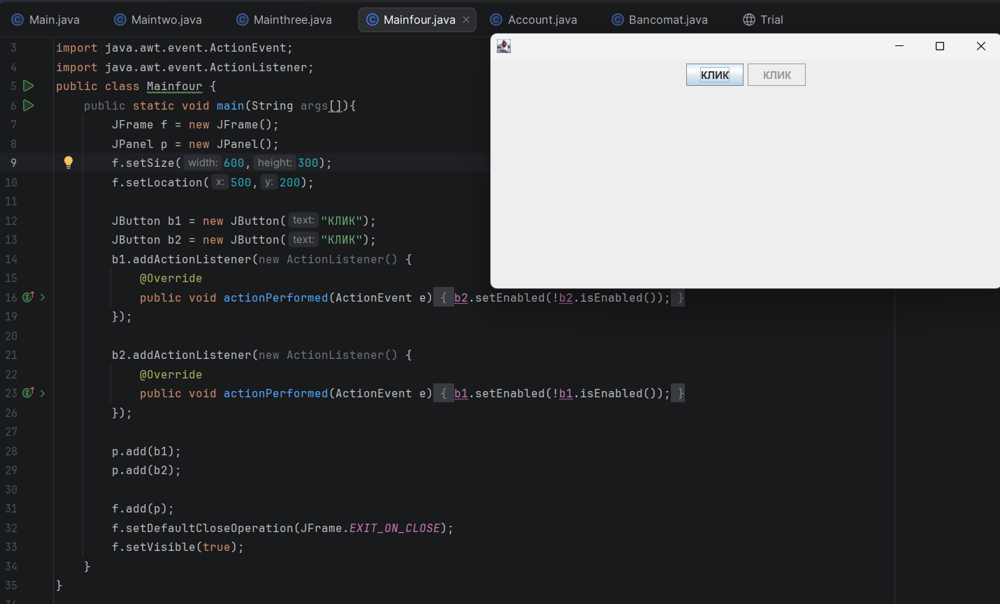 Main.java Maintwo.java Mainthree.java Mainfour.java Account.java Bancomat.java Trial
3 import java.awt.event.ActionEvent;
4 import java.awt.event.ActionListener;
5 public class Mainfour {
6 public static void main(String args[]){
7 JFrame f = new JFrame();
8 JPanel p = new JPanel();
9 f.setSize( width: 600, height: 300);
10 f.setLocation( x: 500, y: 200);
11
12 JButton b1 = new JButton( text: "КЛИК");
13 JButton b2 = new JButton( text: "КЛИК");
14 b1.addActionListener(new ActionListener() {
15 @Override
16 public void actionPerformed(ActionEvent e) { b2.setEnabled(!b2.isEnabled()); }
19 });
20
21 b2.addActionListener(new ActionListener() {
22 @Override
23 public void actionPerformed(ActionEvent e) { b1.setEnabled(!b1.isEnabled()); }
26 });
27
28 p.add(b1);
29 p.add(b2);
30
31 f.add(p);
32 f.setDefaultCloseOperation(JFrame.EXIT_ON_CLOSE);
33 f.setVisible(true);
34 }
35 }
КЛИК КЛИК